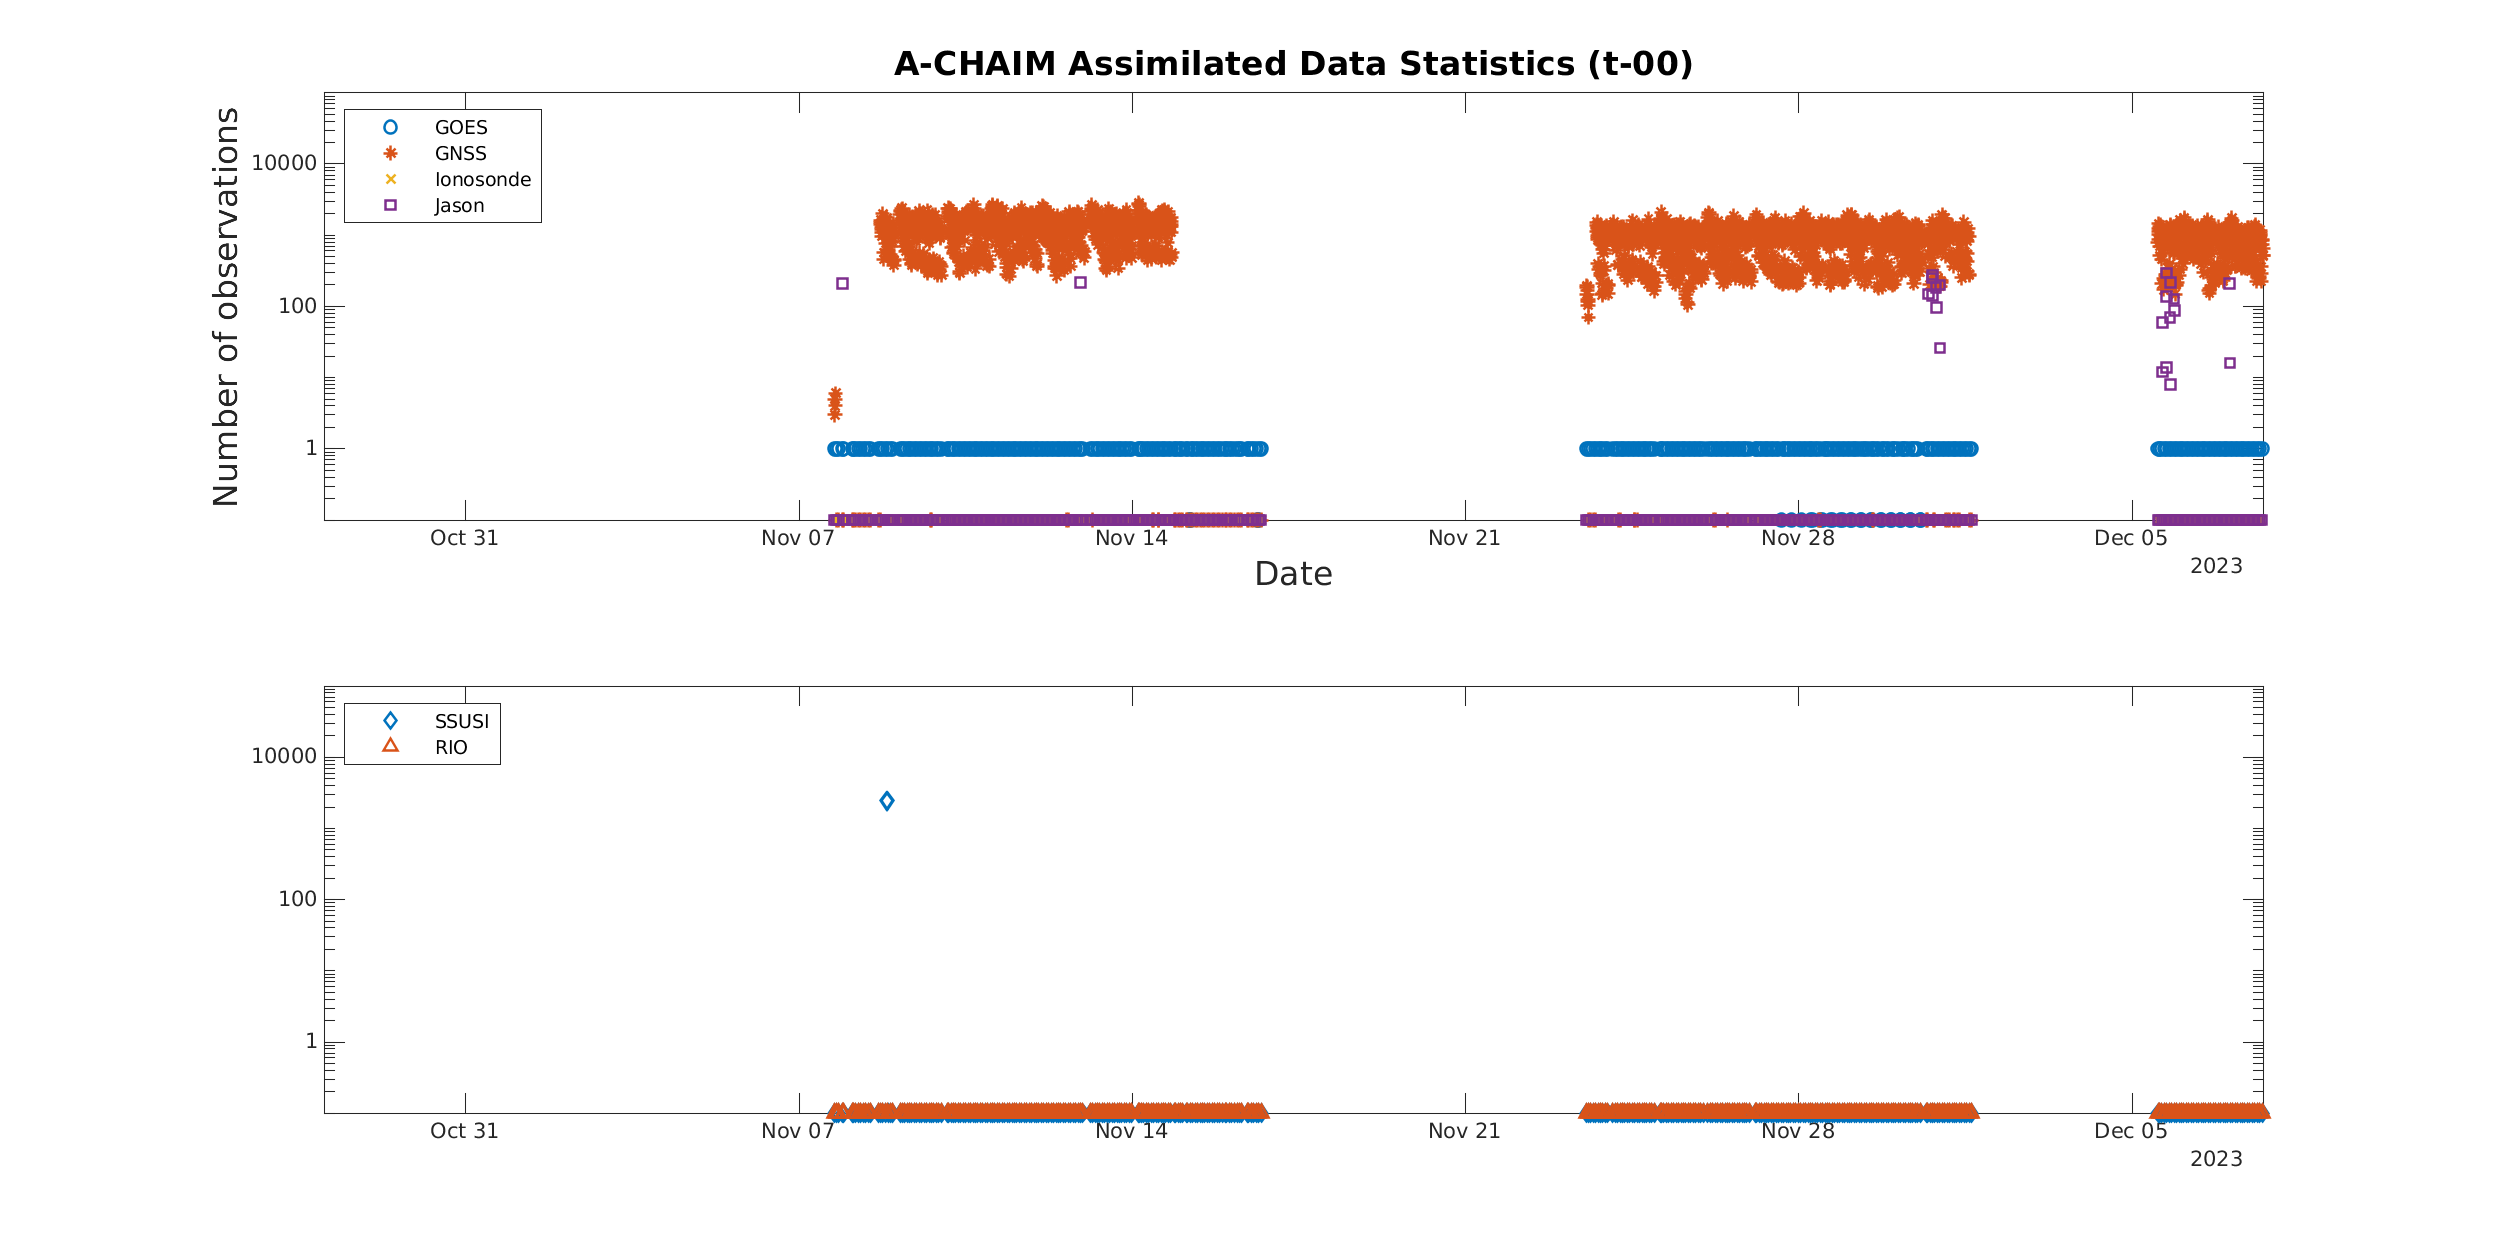 A-CHAIM Assimilated Data Statistics (t-00)
GOES
GNSS
Ionosonde
Jason
Number of observations
10000
100
1
Oct 31
Nov 07
Nov 14
Nov 21
Nov 28
Dec 05
2023
Date
SSUSI
RIO
10000
100
1
Oct 31
Nov 07
Nov 14
Nov 21
Nov 28
Dec 05
2023